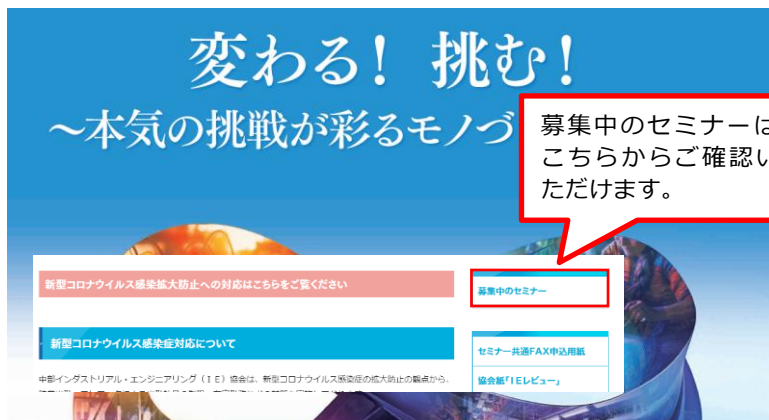 変わる！ 挑む！
～本気の挑戦が彩るモノづ
募集中のセミナーは
こちらからご確認い
ただけます。
新型コロナウイルス感染拡大防止への対応はこちらをご覧ください
募集中のセミナー
新型コロナウイルス感染症対応について
セミナー共通FAX申込用紙
中部インダストリアル・エンジニアリング（ＩＥ）協会は、新型コロナウイルス感染症の拡大防止の観点から、
協会紙「ＩＥレビュー」